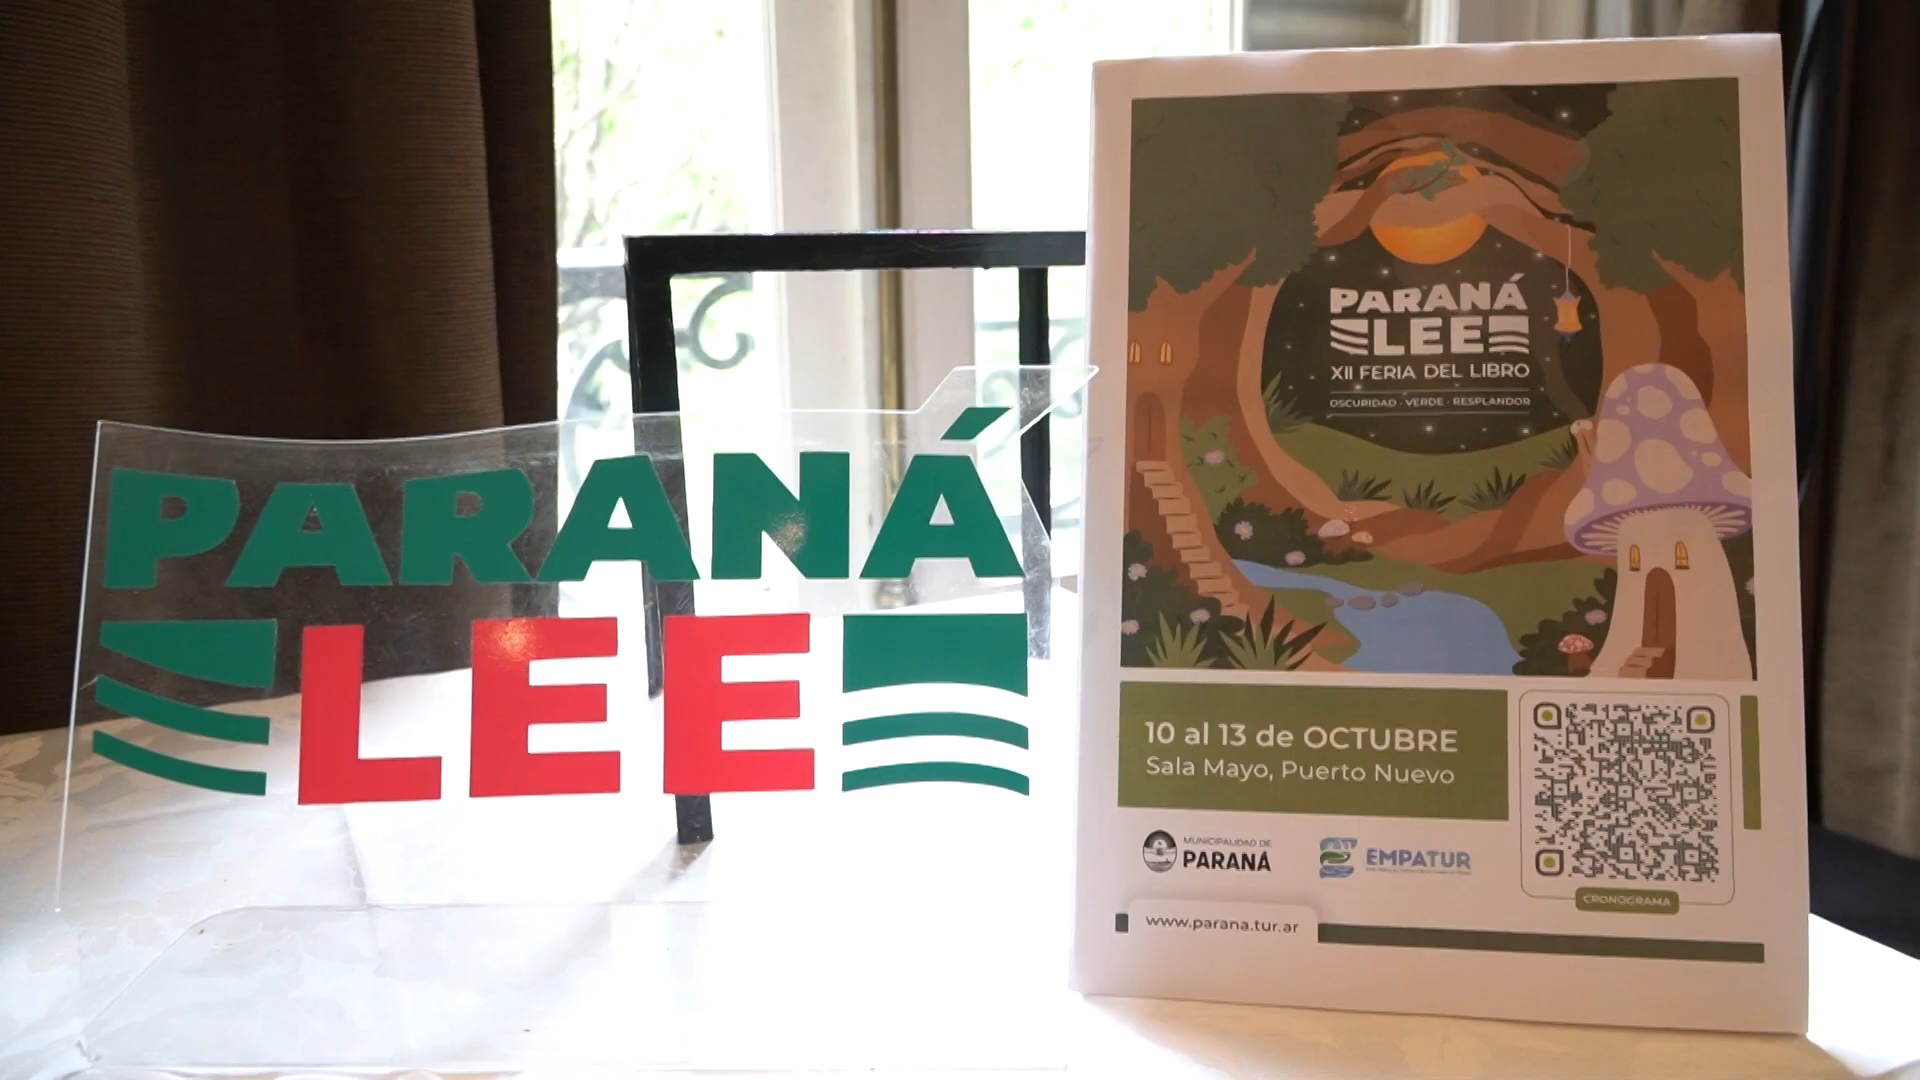 PARANÁ
LEE
PARANÁ
LEE
XII FERIA DEL LIBRO
OSCURIDAD · VERDE · RESPLANDOR
10 al 13 de OCTUBRE
Sala Mayo, Puerto Nuevo
MUNICIPALIDAD DE
PARANÁ
EMPATUR
CRONOGRAMA
www.parana.tur.ar